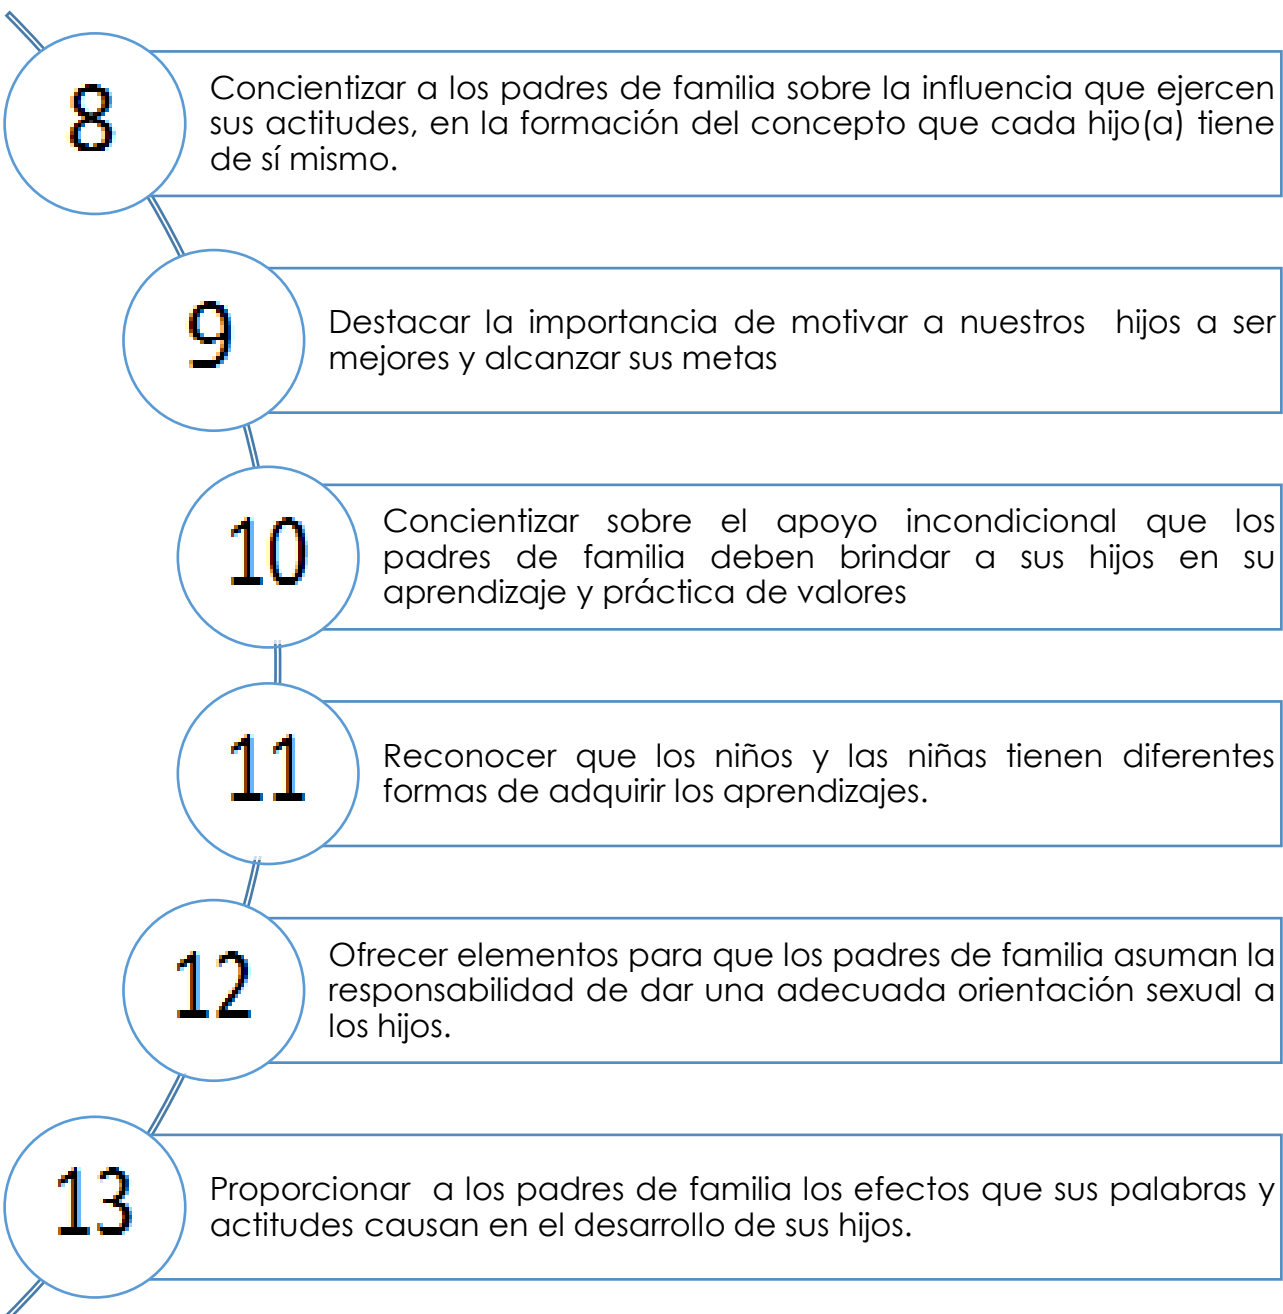 8
Concientizar a los padres de familia sobre la influencia que ejercen
sus actitudes, en la formación del concepto que cada hijo(a) tiene
de sí mismo.
9
Destacar la importancia de motivar a nuestros hijos a ser
mejores y alcanzar sus metas
10
Concientizar sobre el apoyo incondicional que los
padres de familia deben brindar a sus hijos en su
aprendizaje y práctica de valores
11
Reconocer que los niños y las niñas tienen diferentes
formas de adquirir los aprendizajes.
12
Ofrecer elementos para que los padres de familia asuman la
responsabilidad de dar una adecuada orientación sexual a
los hijos.
13
Proporcionar a los padres de familia los efectos que sus palabras y
actitudes causan en el desarrollo de sus hijos.